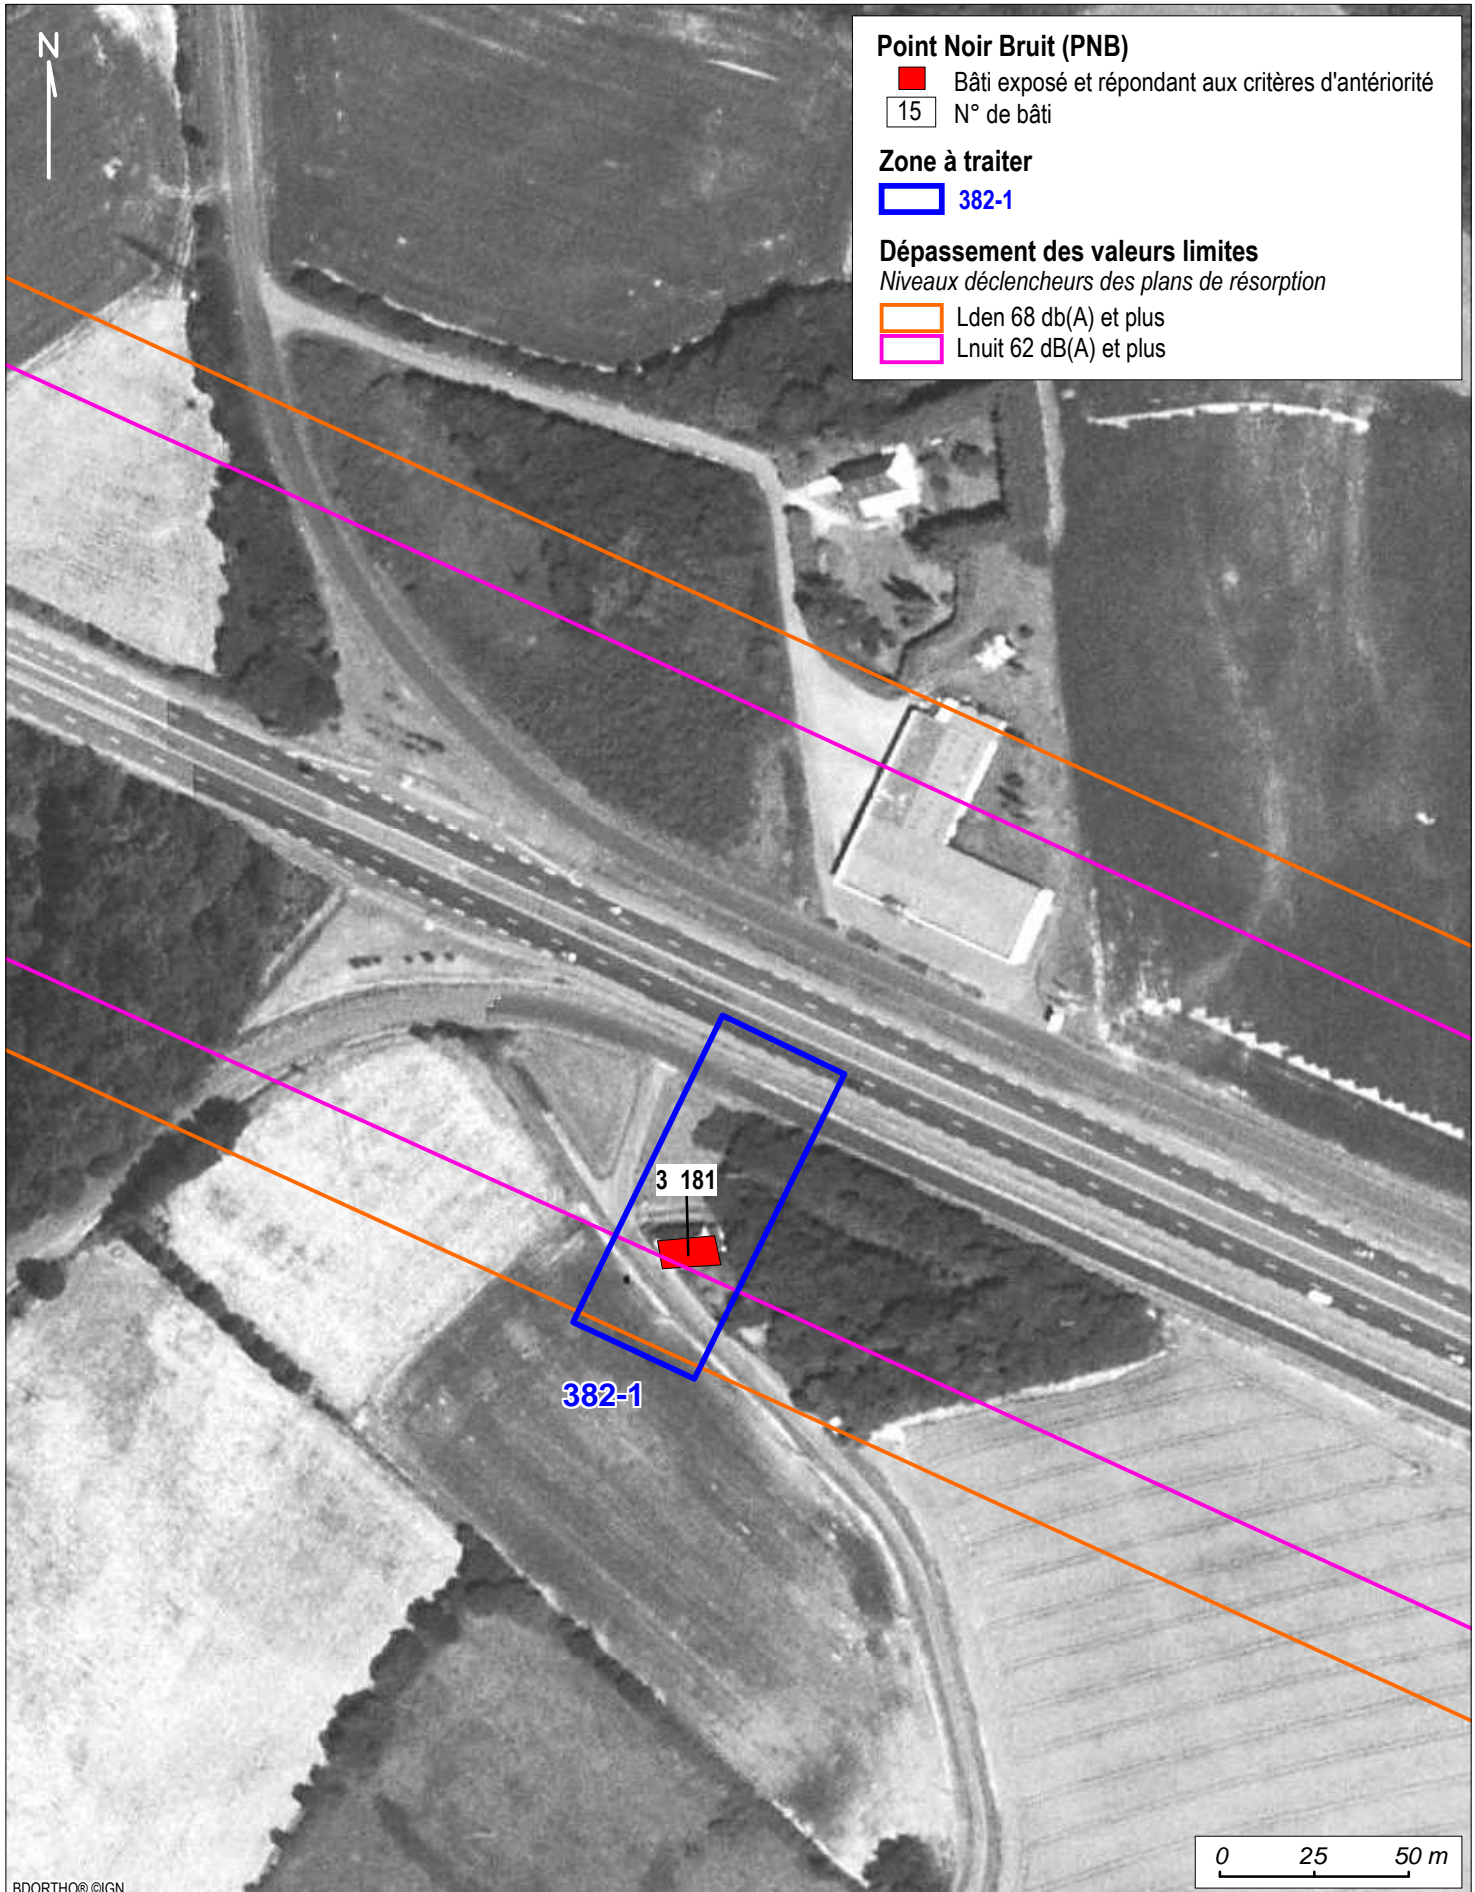 N
Point Noir Bruit (PNB)
Bâti exposé et répondant aux critères d'antériorité
15 N° de bâti
Zone à traiter
382-1
Dépassement des valeurs limites
Niveaux déclencheurs des plans de résorption
Lden 68 db(A) et plus
Lnuit 62 dB(A) et plus
3 181
382-1
0 25 50 m
BDORTHO® ©IGN